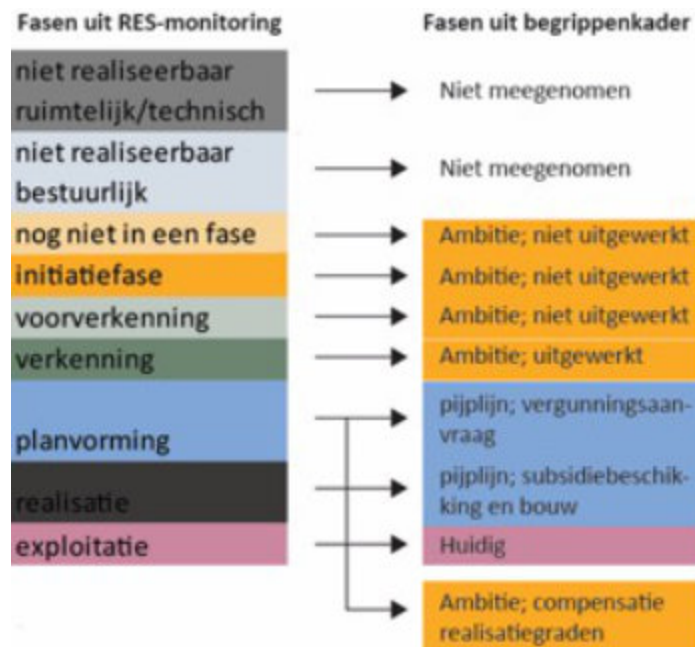 Fasen uit RES-monitoring
Fasen uit begrippenkader
niet realiseerbaar
ruimtelijk/technisch
Niet meegenomen
niet realiseerbaar
bestuurlijk
Niet meegenomen
nog niet in een fase
Ambitie; niet uitgewerkt
initiatiefase
Ambitie; niet uitgewerkt
voorverkenning
Ambitie; niet uitgewerkt
verkenning
Ambitie; uitgewerkt
planvorming
pijplijn; vergunningsaan-
vraag
realisatie
pijplijn; subsidiebeschik-
king en bouw
exploitatie
Huidig
Ambitie; compensatie
realisatiegraden